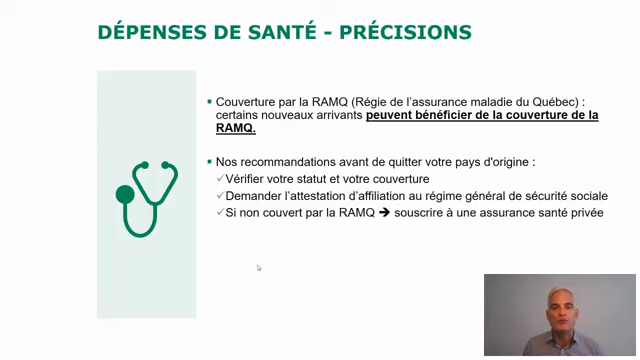 DÉPENSES DE SANTÉ - PRÉCISIONS
▪ Couverture par la RAMQ (Régie de l'assurance maladie du Québec) :
certains nouveaux arrivants peuvent bénéficier de la couverture de la
RAMQ.
▪ Nos recommandations avant de quitter votre pays d'origine :
✓Vérifier votre statut et votre couverture
✓Demander l'attestation d'affiliation au régime général de sécurité sociale
✓Si non couvert par la RAMQ ➔ souscrire à une assurance santé privée